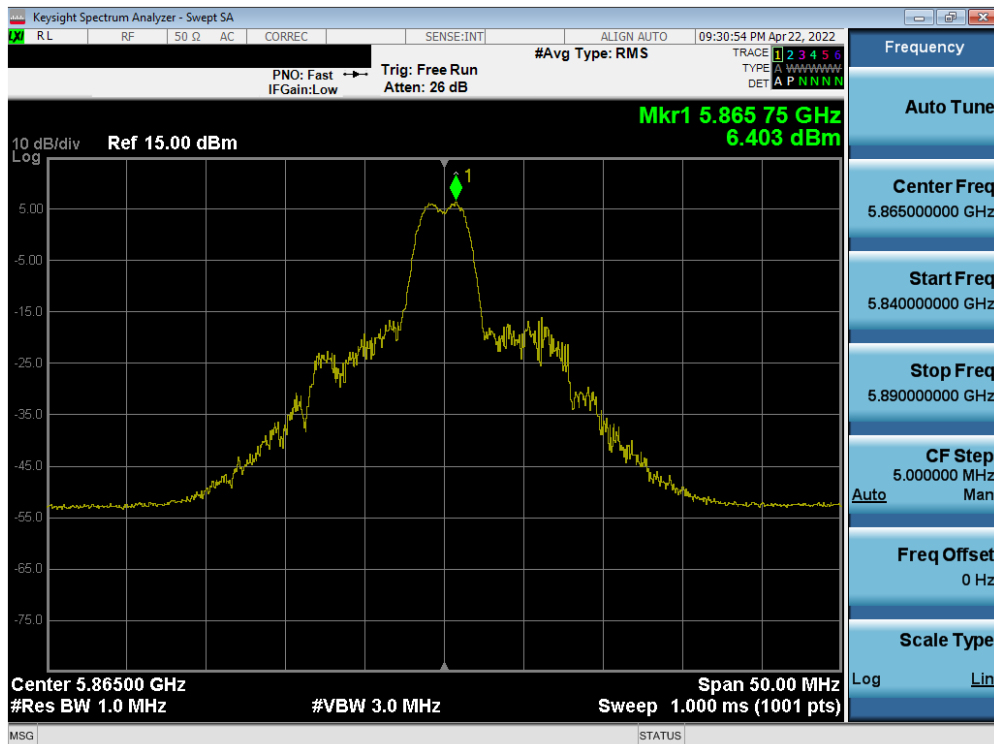 Keysight Spectrum Analyzer - Swept SA
LXI RL RF 50 Ω AC CORREC SENSE:INT ALIGN AUTO 09:30:54 PM Apr 22, 2022
#Avg Type: RMS
TRACE 1 2 3 4 5 6
PNO: Fast Trig: Free Run TYPE A WWWWW
IFGain:Low Atten: 26 dB DET A P N N N N
Mkr1 5.865 75 GHz
6.403 dBm
10 dB/div Ref 15.00 dBm
Log
1
5.00
-5.00
-15.0
-25.0
-35.0
-45.0
-55.0
-65.0
-75.0
Center 5.86500 GHz Span 50.00 MHz
#Res BW 1.0 MHz #VBW 3.0 MHz Sweep 1.000 ms (1001 pts)
MSG STATUS
Frequency
Auto Tune
Center Freq
5.865000000 GHz
Start Freq
5.840000000 GHz
Stop Freq
5.890000000 GHz
CF Step
5.000000 MHz
Auto Man
Freq Offset
0 Hz
Scale Type
Log Lin